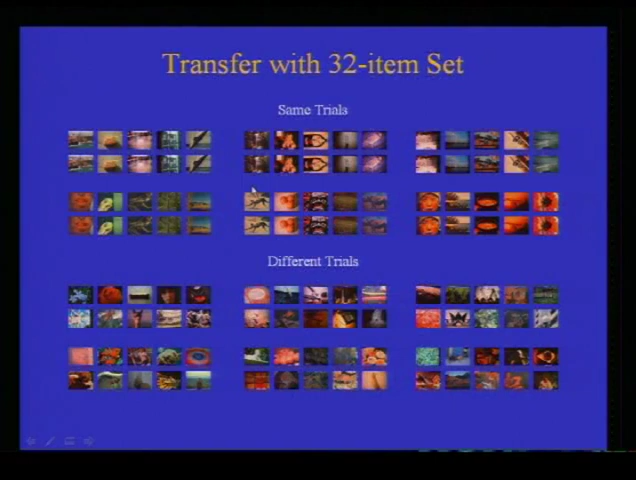 Transfer with 32-item Set
Same Trials
Different Trials